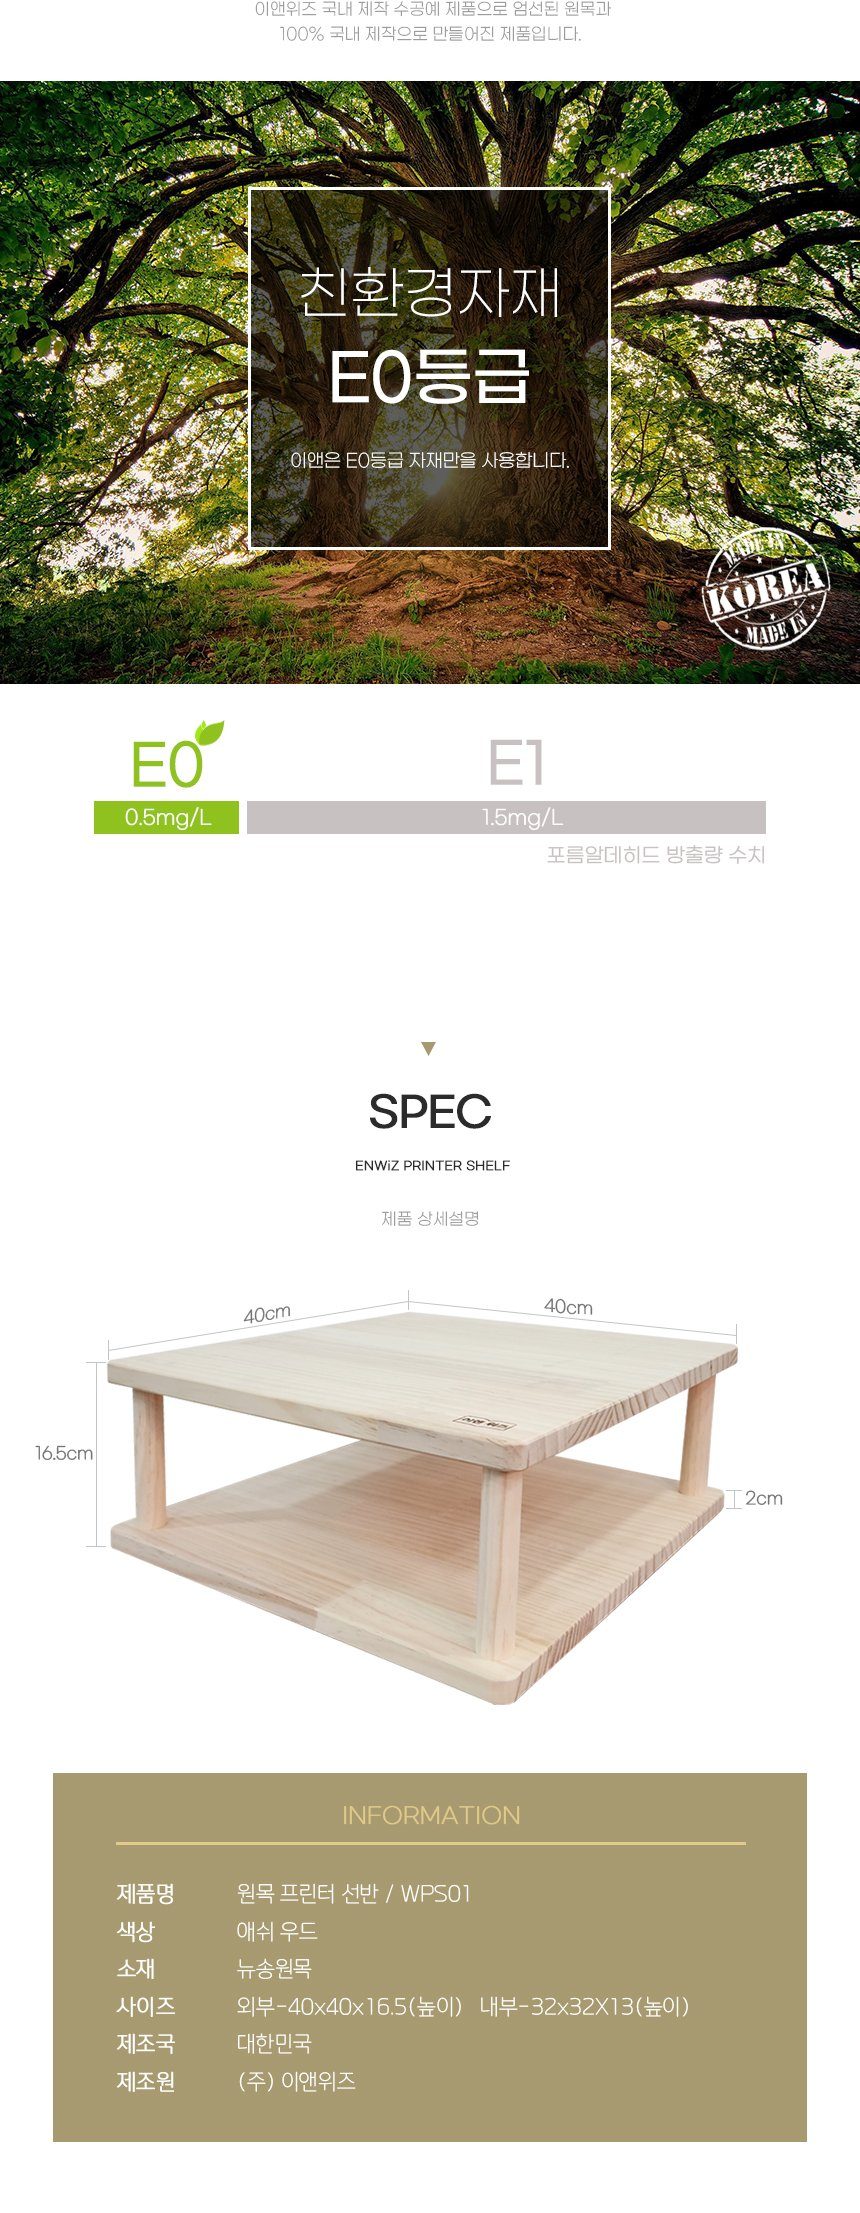 이앤위즈 국내 제작 수공예 제품으로 엄선된 원목과
100% 국내 제작으로 만들어진 제품입니다.
친환경자재
E0등급
이앤은 E0등급 자재만을 사용합니다.
MADE IN
KOREA
MADE IN
E0
E1
0.5mg/L
1.5mg/L
포름알데히드 방출량 수치
SPEC
ENWiZ PRINTER SHELF
제품 상세설명
40cm
40cm
16.5cm
2cm
INFORMATION
제품명 원목 프린터 선반 / WPS01
색상 애쉬 우드
소재 뉴송원목
사이즈 외부-40x40x16.5(높이) 내부-32x32X13(높이)
제조국 대한민국
제조원 (주) 이앤위즈